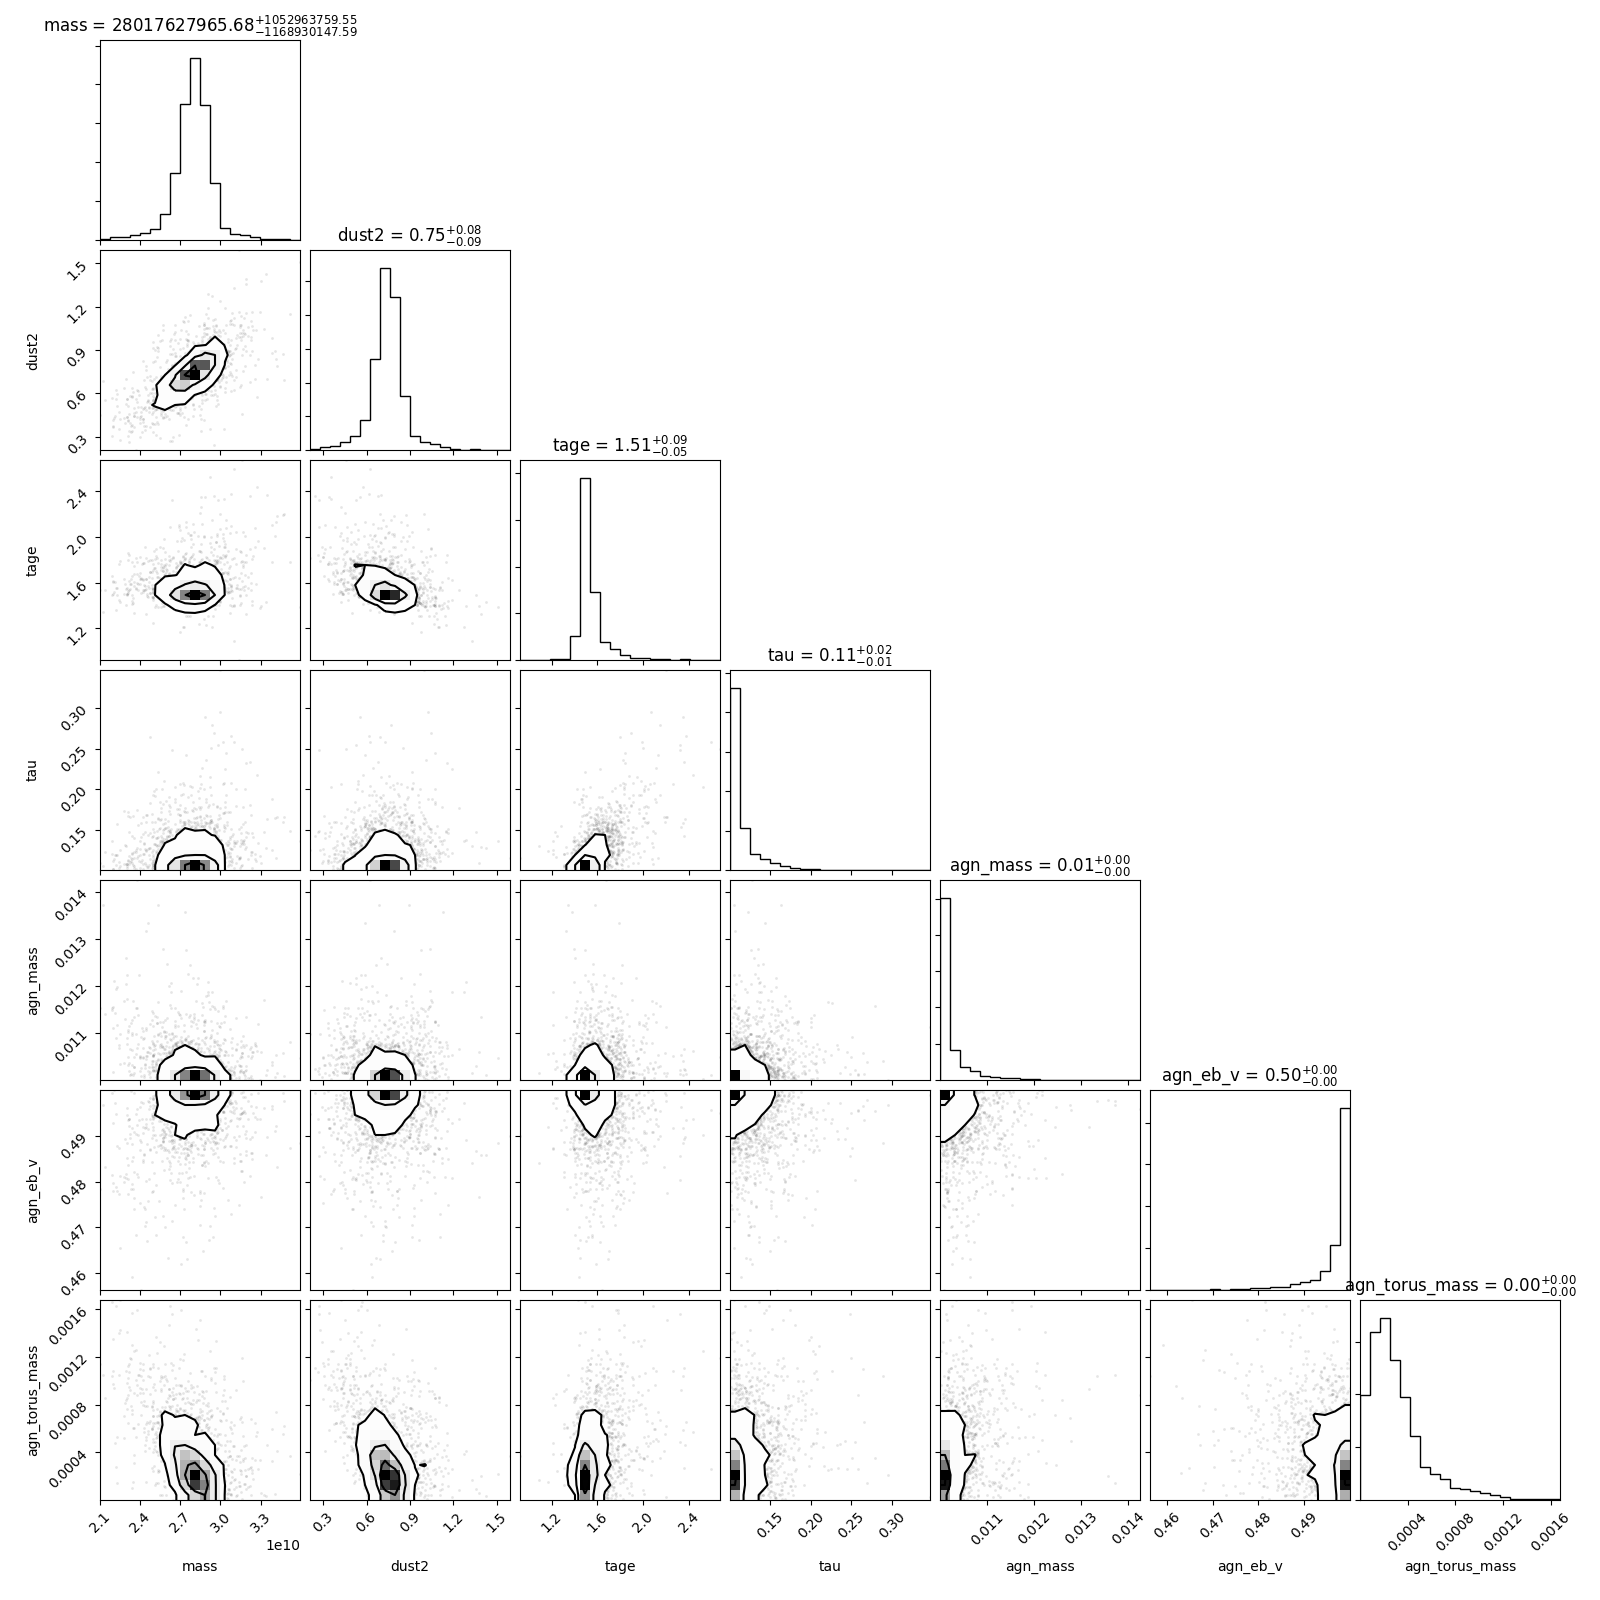 mass = 28017627965.68+1052963759.55 −1168930147.59
dust2 = 0.75+0.08 −0.09
1.5
1.2
0.9
0.6
0.3
dust2
tage = 1.51+0.09 −0.05
2.4
2.0
1.6
1.2
tage
tau = 0.11+0.02 −0.01
0.30
0.25
0.20
0.15
tau
agn_mass = 0.01+0.00 −0.00
0.014
0.013
0.012
0.011
agn_mass
agn_eb_v = 0.50+0.00 −0.00
0.49
0.48
0.47
0.46
agn_eb_v
agn_torus_mass = 0.00+0.00 −0.00
0.0016
0.0012
0.0008
0.0004
agn_torus_mass
2.1 2.4 2.7 3.0 3.3
1e10
mass
0.3 0.6 0.9 1.2 1.5
dust2
1.2 1.6 2.0 2.4
tage
0.15 0.20 0.25 0.30
tau
0.011 0.012 0.013 0.014
agn_mass
0.46 0.47 0.48 0.49
agn_eb_v
0.0004 0.0008 0.0012 0.0016
agn_torus_mass